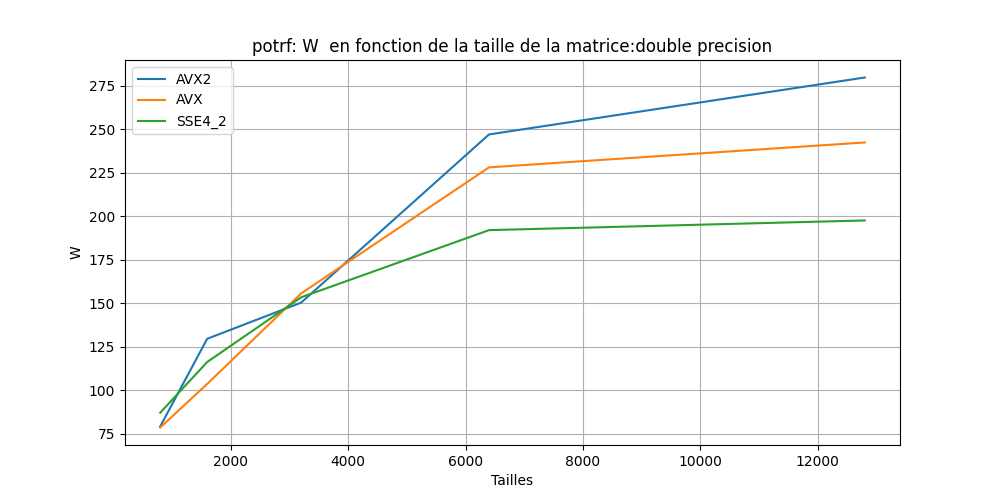 potrf: W  en fonction de la taille de la matrice:double precision
AVX2
AVX
SSE4_2
275
250
225
200
175
150
125
100
75
W
2000 4000 6000 8000 10000 12000
Tailles